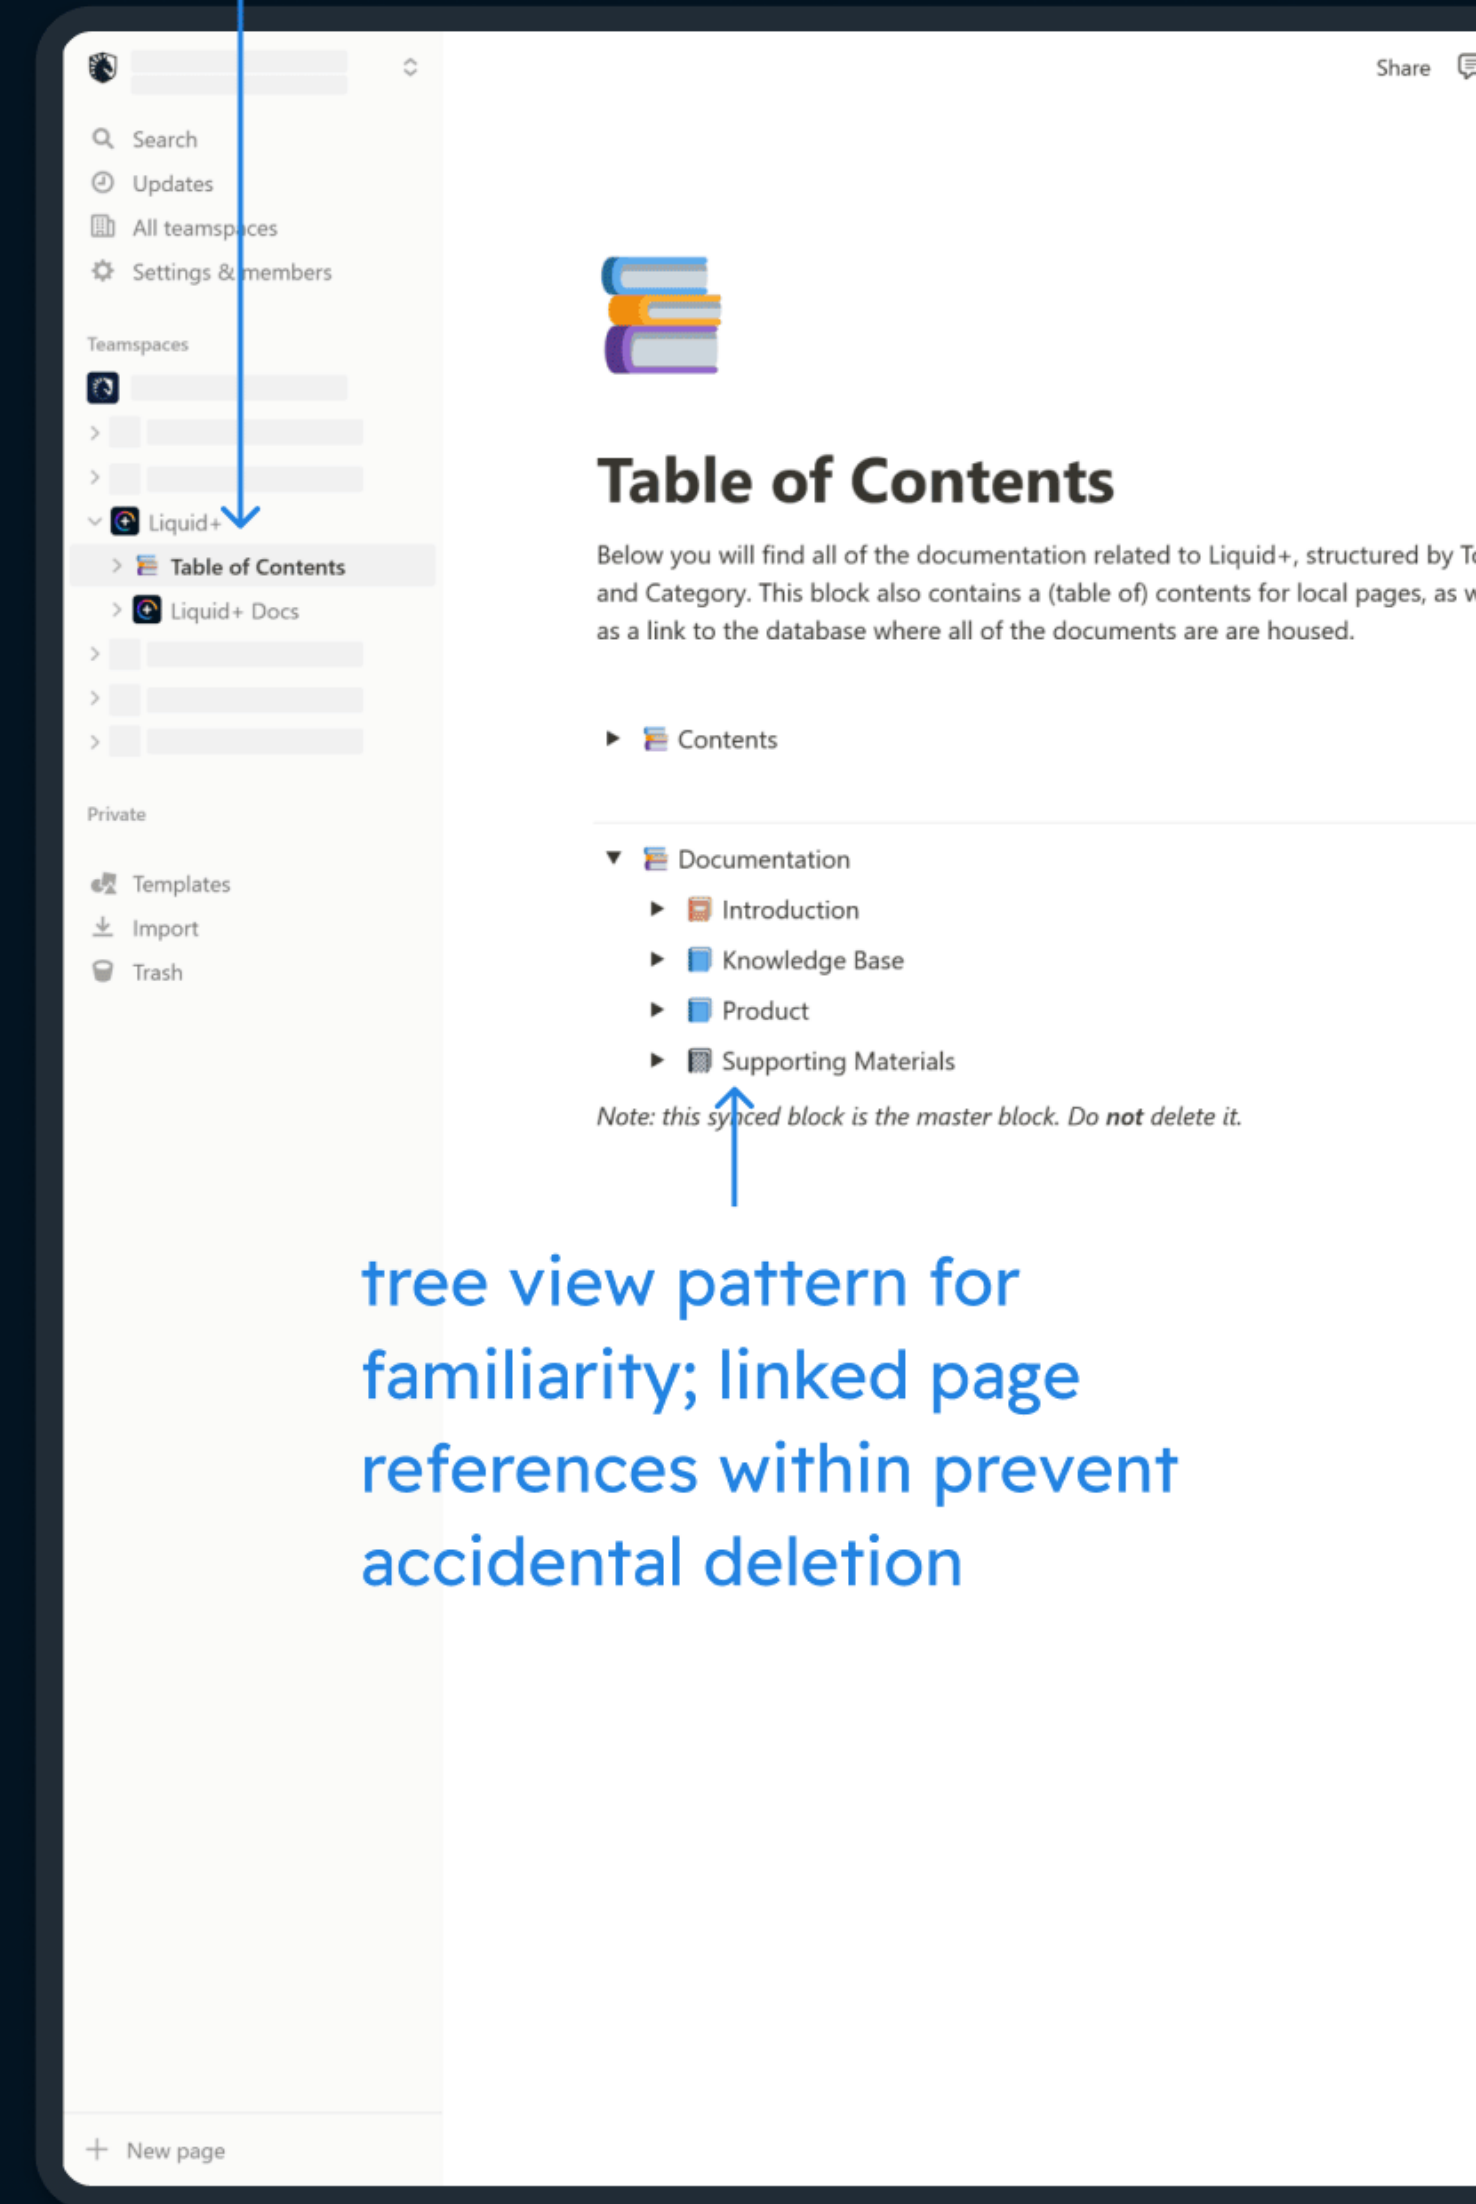 Share
Search
Updates
All teamspaces
Settings & members
Teamspaces
Liquid+
Table of Contents
Liquid+ Docs
Private
Templates
Import
Trash
New page
Table of Contents
Below you will find all of the documentation related to Liquid+, structured by
and Category. This block also contains a (table of) contents for local pages, as
as a link to the database where all of the documents are are housed.
Contents
Documentation
Introduction
Knowledge Base
Product
Supporting Materials
Note: this synced block is the master block. Do not delete it.
tree view pattern for
familiarity; linked page
references within prevent
accidental deletion